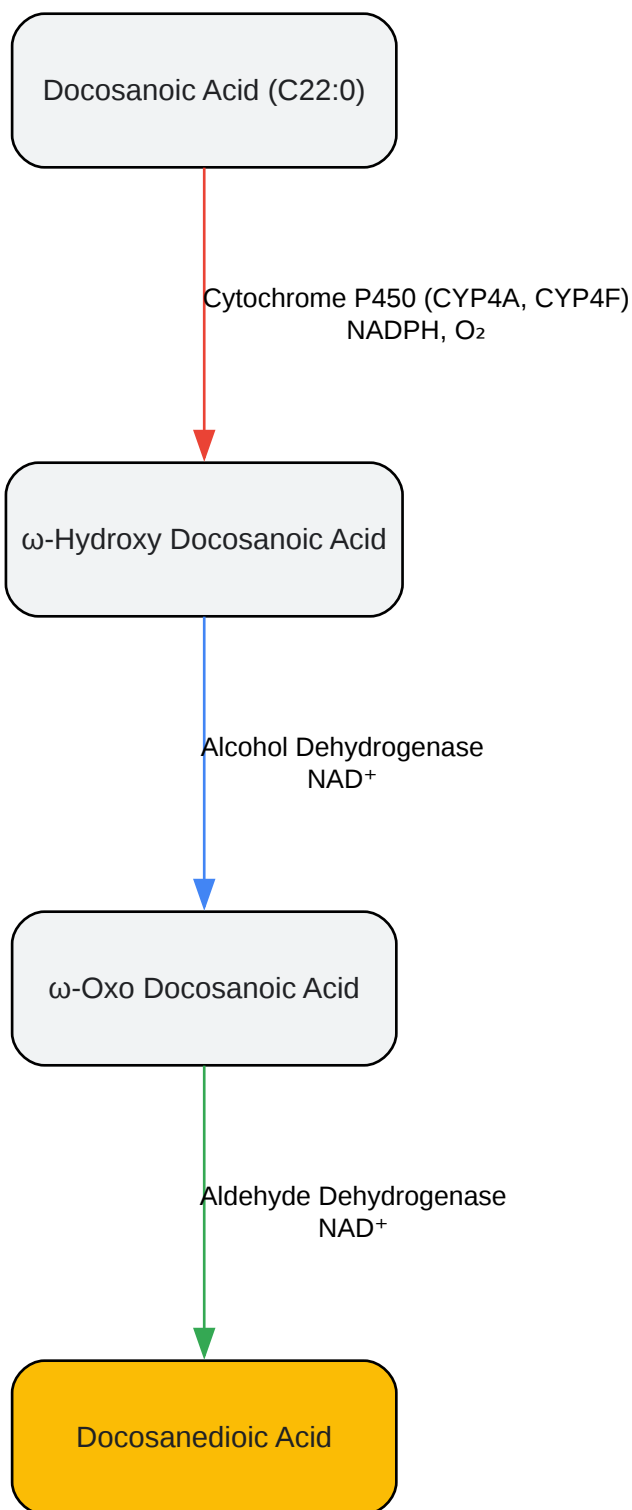 Docosanoic Acid (C22:0)
Cytochrome P450 (CYP4A, CYP4F)
NADPH, O₂
ω-Hydroxy Docosanoic Acid
Alcohol Dehydrogenase
NAD⁺
ω-Oxo Docosanoic Acid
Aldehyde Dehydrogenase
NAD⁺
Docosanedioic Acid